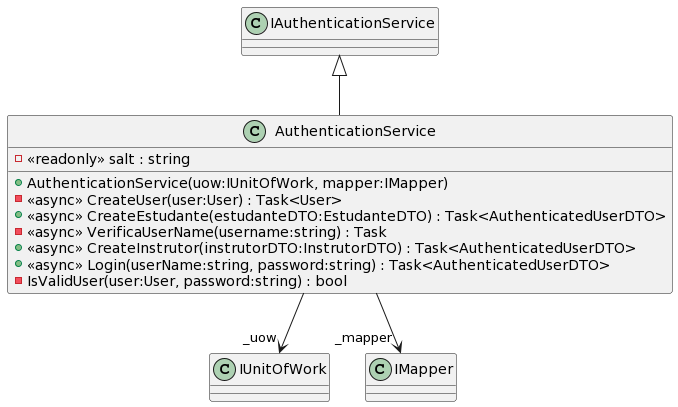 C IAuthenticationService
C AuthenticationService
«readonly» salt : string
AuthenticationService(uow:IUnitOfWork, mapper:IMapper)
«async» CreateUser(user:User) : Task<User>
«async» CreateEstudante(estudanteDTO:EstudanteDTO) : Task<AuthenticatedUserDTO>
«async» VerificaUserName(username:string) : Task
«async» CreateInstrutor(instrutorDTO:InstrutorDTO) : Task<AuthenticatedUserDTO>
«async» Login(userName:string, password:string) : Task<AuthenticatedUserDTO>
IsValidUser(user:User, password:string) : bool
_uow
_mapper
C IUnitOfWork
C IMapper